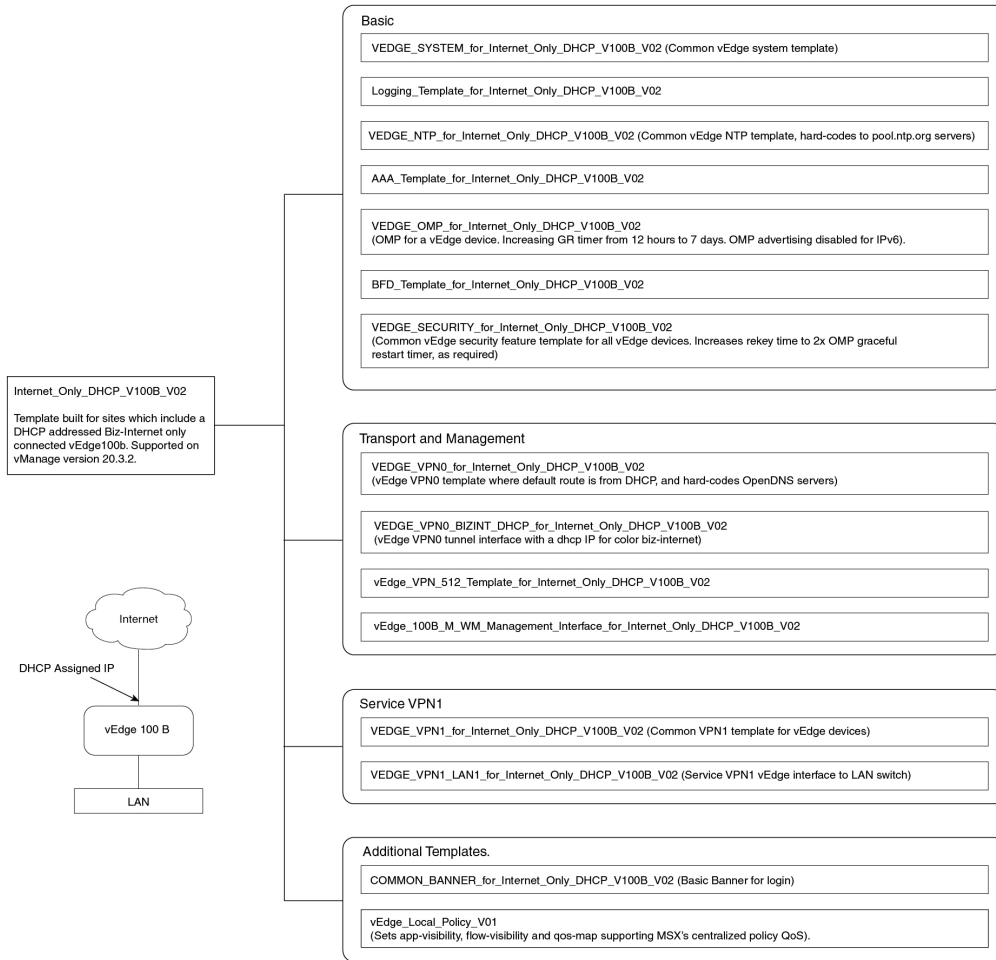 Basic
VEDGE_SYSTEM_for_Internet_Only_DHCP_V100B_V02 (Common vEdge system template)
Logging_Template_for_Internet_Only_DHCP_V100B_V02
VEDGE_NTP_for_Internet_Only_DHCP_V100B_V02 (Common vEdge NTP template, hard-codes to pool.ntp.org servers)
AAA_Template_for_Internet_Only_DHCP_V100B_V02
VEDGE_OMP_for_Internet_Only_DHCP_V100B_V02
(OMP for a vEdge device. Increasing GR timer from 12 hours to 7 days. OMP advertising disabled for IPv6).
BFD_Template_for_Internet_Only_DHCP_V100B_V02
VEDGE_SECURITY_for_Internet_Only_DHCP_V100B_V02
(Common vEdge security feature template for all vEdge devices. Increases rekey time to 2x OMP graceful
restart timer, as required)
Internet_Only_DHCP_V100B_V02
Template built for sites which include a
DHCP addressed Biz-Internet only
connected vEdge100b. Supported on
vManage version 20.3.2.
Transport and Management
VEDGE_VPN0_for_Internet_Only_DHCP_V100B_V02
(vEdge VPN0 template where default route is from DHCP, and hard-codes OpenDNS servers)
VEDGE_VPN0_BIZINT_DHCP_for_Internet_Only_DHCP_V100B_V02
(vEdge VPN0 tunnel interface with a dhcp IP for color biz-internet)
vEdge_VPN_512_Template_for_Internet_Only_DHCP_V100B_V02
vEdge_100B_M_WM_Management_Interface_for_Internet_Only_DHCP_V100B_V02
Internet
DHCP Assigned IP
vEdge 100 B
LAN
Service VPN1
VEDGE_VPN1_for_Internet_Only_DHCP_V100B_V02 (Common VPN1 template for vEdge devices)
VEDGE_VPN1_LAN1_for_Internet_Only_DHCP_V100B_V02 (Service VPN1 vEdge interface to LAN switch)
Additional Templates.
COMMON_BANNER_for_Internet_Only_DHCP_V100B_V02 (Basic Banner for login)
vEdge_Local_Policy_V01
(Sets app-visibility, flow-visibility and qos-map supporting MSX's centralized policy QoS).